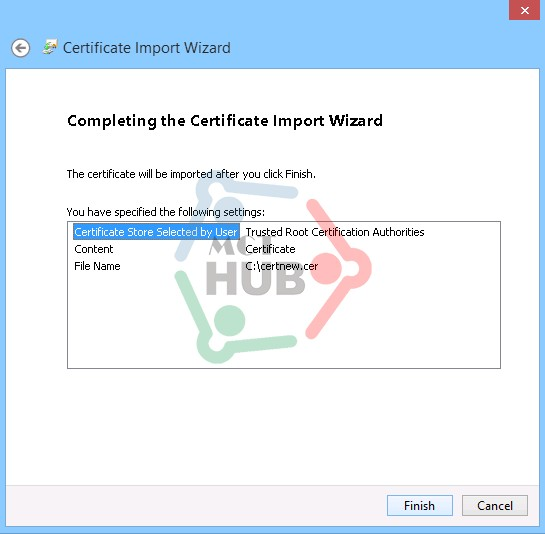 Certificate Import Wizard
Completing the Certificate Import Wizard
The certificate will be imported after you click Finish.
You have specified the following settings:
Certificate Store Selected by User Trusted Root Certification Authorities
Content Certificate
File Name C:\certnew.cer
HUB
Finish Cancel